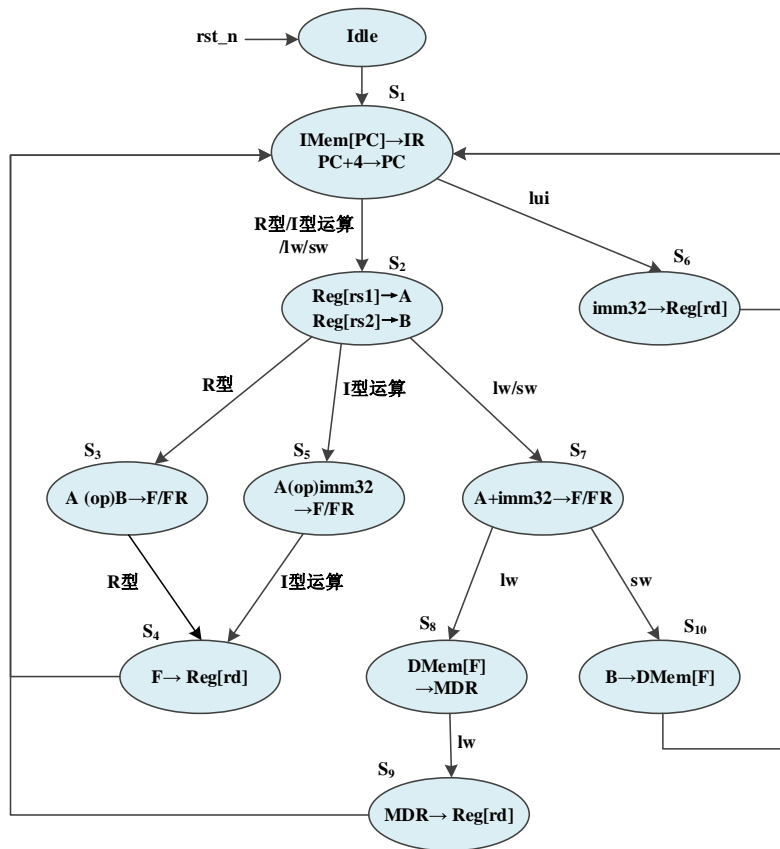 rst_n
Idle
S₁
IMem[PC]→IR
PC+4→PC
R型/I型运算
/lw/sw
lui
S₂
Reg[rs1]→A
Reg[rs2]→B
S₆
imm32→Reg[rd]
R型
I型运算
lw/sw
S₃
A (op)B→F/FR
S₅
A(op)imm32
→F/FR
S₇
A+imm32→F/FR
R型
I型运算
lw
sw
S₄
F→ Reg[rd]
S₈
DMem[F]
→MDR
S₁₀
B→DMem[F]
lw
S₉
MDR→ Reg[rd]